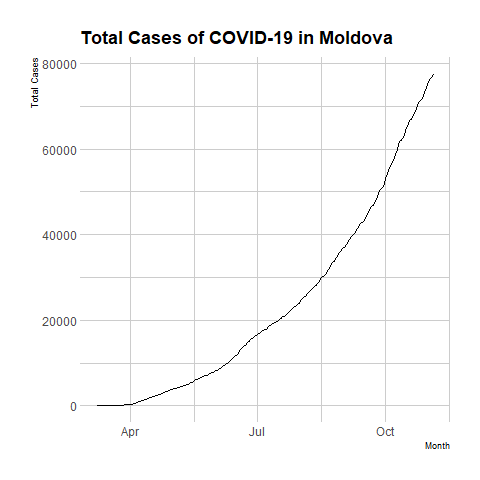 Total Cases of COVID-19 in Moldova
Total Cases
80000
60000
40000
20000
0
Apr Jul Oct
Month